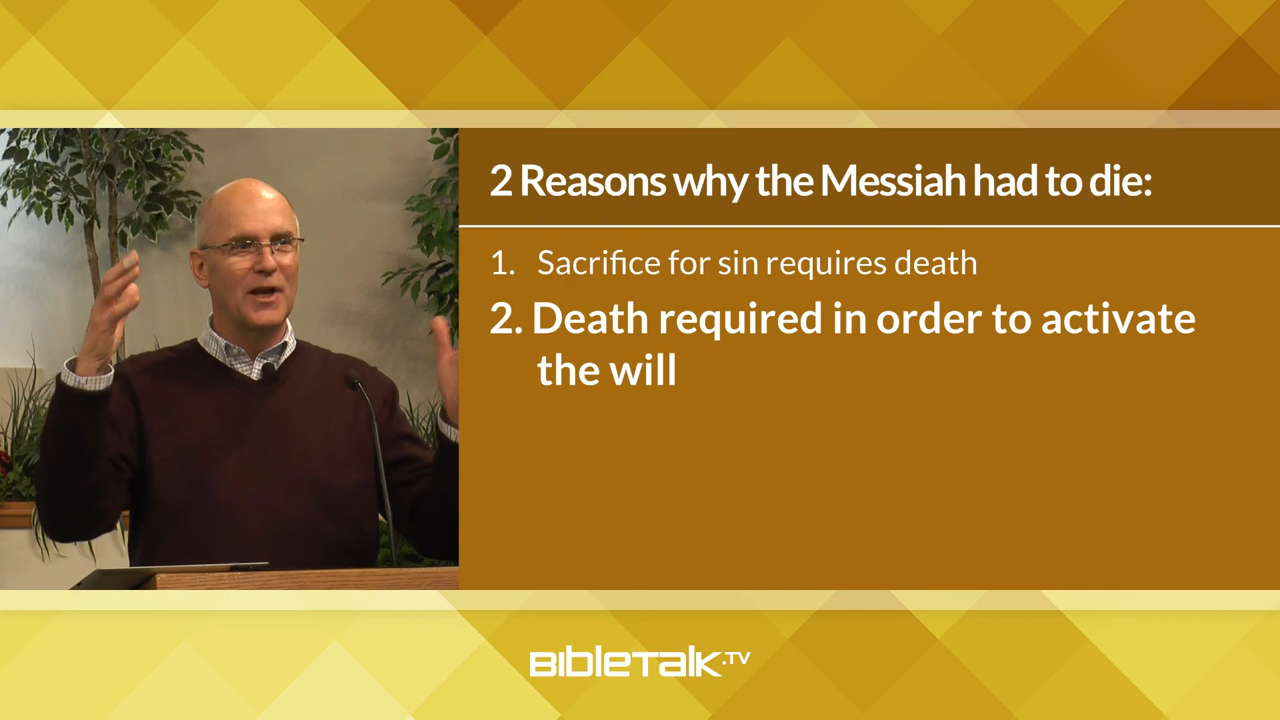 2 Reasons why the Messiah had to die:
1. Sacrifice for sin requires death
2. Death required in order to activate
the will
BibleTalk.TV